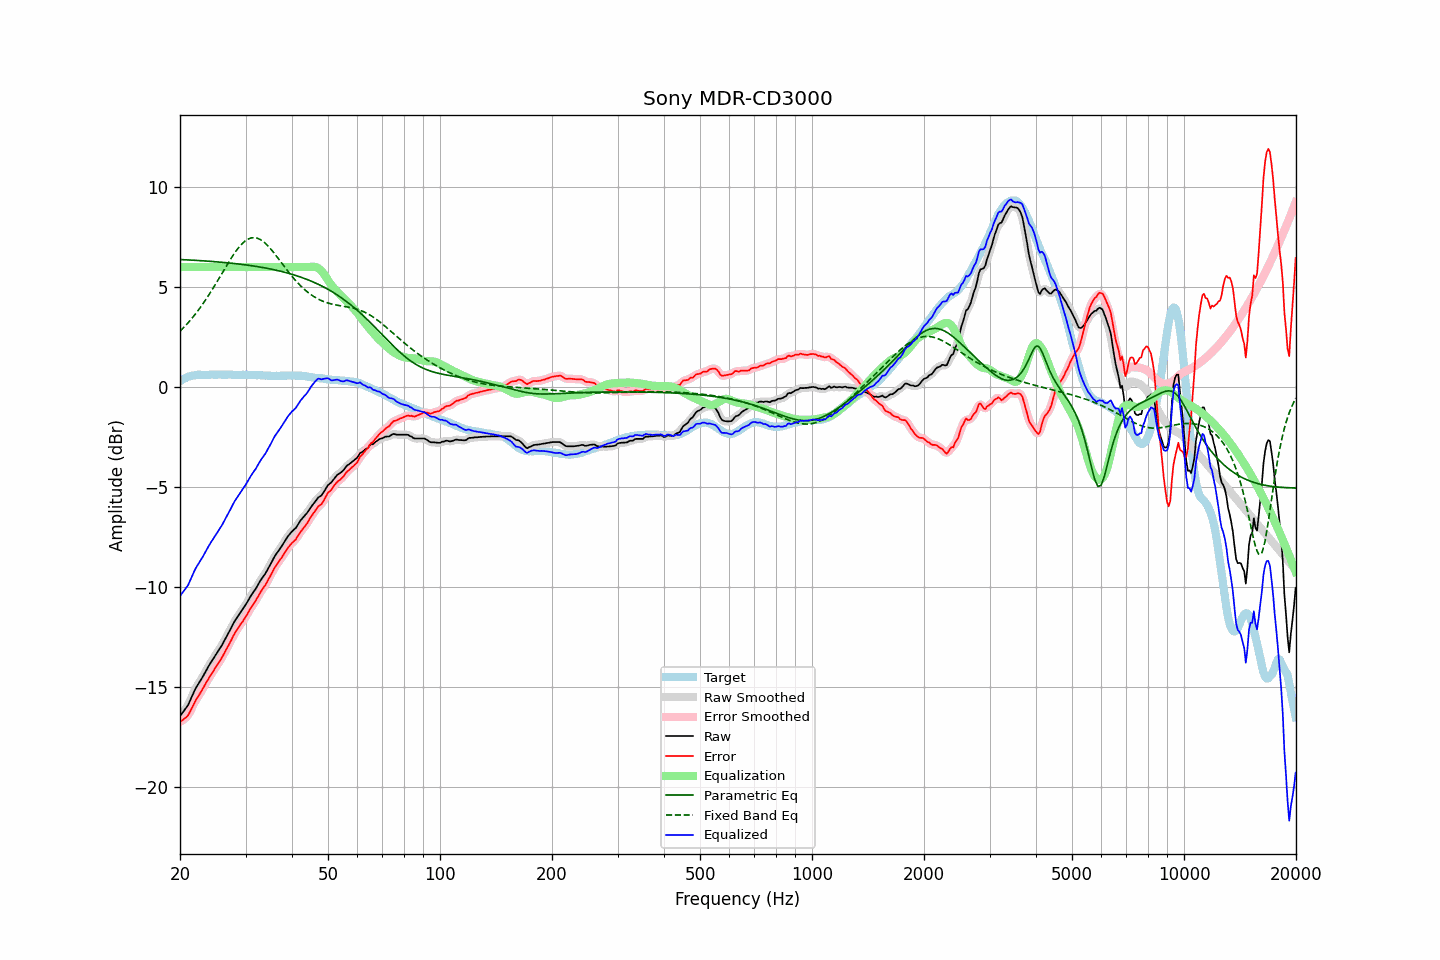 Sony MDR-CD3000
Amplitude (dBr)
10
5
0
−5
−10
−15
−20
Target
Raw Smoothed
Error Smoothed
Raw
Error
Equalization
Parametric Eq
Fixed Band Eq
Equalized
20
50
100
200
500
1000
2000
5000
10000
20000
Frequency (Hz)